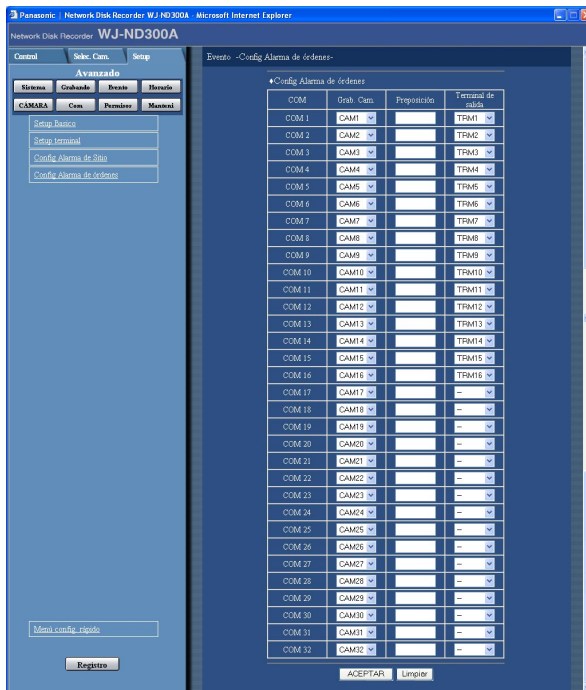 Panasonic | Network Disk Recorder WJ-ND300A - Microsoft Internet Explorer
Network Disk Recorder WJ-ND300A
Control Selec. Cam. Setup
Avanzado
Sistema Grabando Evento Horario
CÁMARA Com Permisos Manteni
Setup Basico
Setup terminal
Config Alarma de Sitio
Config Alarma de órdenes
Menú config. rápido
Registro
Evento -Config Alarma de órdenes-
♦Config Alarma de órdenes
COM Grab. Cam. Preposición Terminal de salida
COM 1 CAM1 TRM1
COM 2 CAM2 TRM2
COM 3 CAM3 TRM3
COM 4 CAM4 TRM4
COM 5 CAM5 TRM5
COM 6 CAM6 TRM6
COM 7 CAM7 TRM7
COM 8 CAM8 TRM8
COM 9 CAM9 TRM9
COM 10 CAM10 TRM10
COM 11 CAM11 TRM11
COM 12 CAM12 TRM12
COM 13 CAM13 TRM13
COM 14 CAM14 TRM14
COM 15 CAM15 TRM15
COM 16 CAM16 TRM16
COM 17 CAM17 --
COM 18 CAM18 --
COM 19 CAM19 --
COM 20 CAM20 --
COM 21 CAM21 --
COM 22 CAM22 --
COM 23 CAM23 --
COM 24 CAM24 --
COM 25 CAM25 --
COM 26 CAM26 --
COM 27 CAM27 --
COM 28 CAM28 --
COM 29 CAM29 --
COM 30 CAM30 --
COM 31 CAM31 --
COM 32 CAM32 --
ACEPTAR Limpiar